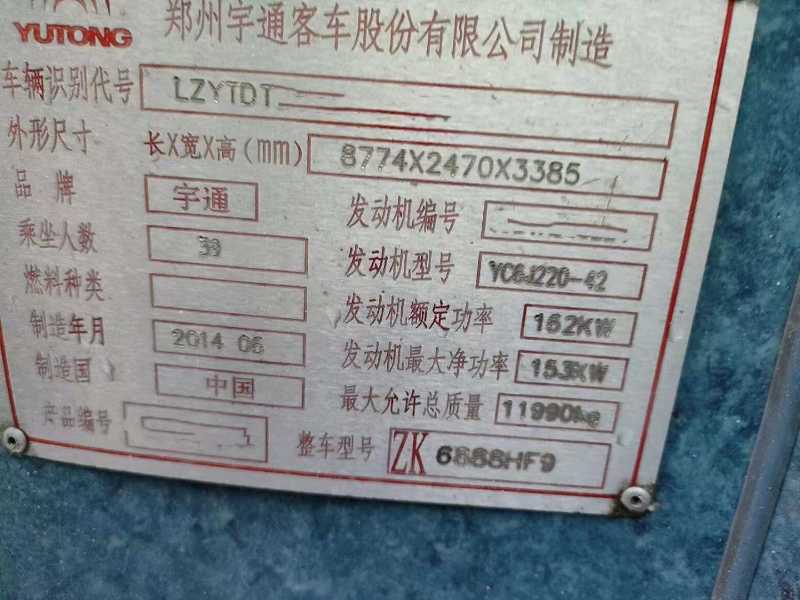 YUTONG 郑州宇通客车股份有限公司制造
车辆识别代号 LZYTDT
外形尺寸 长X宽X高(mm) 8774X2470X3385
品牌 宇通 发动机编号
乘坐人数 39 发动机型号 YC6J220-42
燃料种类 发动机额定功率 162KW
制造年月 2014 06 发动机最大净功率 153KW
制造国 中国 最大允许总质量 11990kg
产品编号 整车型号 ZK HF9